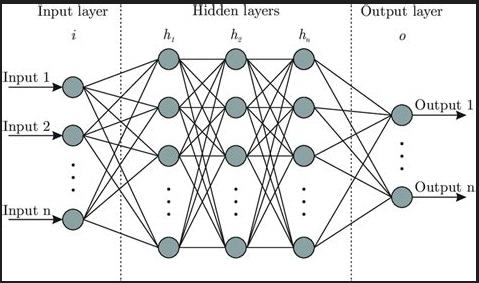 Input layer
Hidden layers
Output layer
i
h₁
h₂
hₙ
o
Input 1
Input 2
Input n
Output 1
Output n